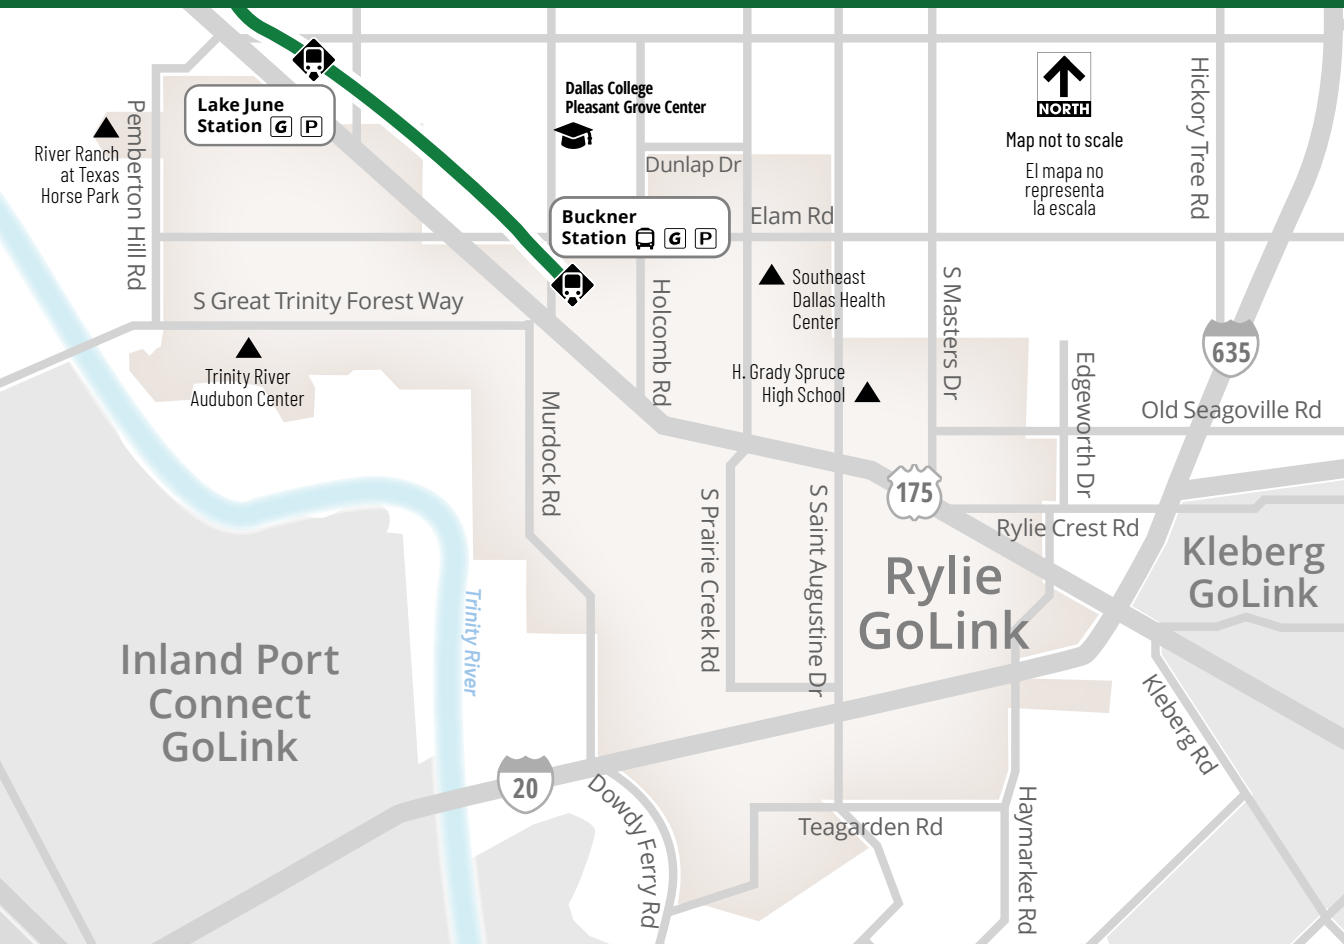 Lake June
Station G P
Dallas College
Pleasant Grove Center
NORTH
Map not to scale
El mapa no
representa
la escala
Hickory Tree Rd
Pemberton Hill Rd
River Ranch
at Texas
Horse Park
Dunlap Dr
Buckner
Station G P
Elam Rd
S Great Trinity Forest Way
Holcomb Rd
Southeast
Dallas Health
Center
S Masters Dr
635
Trinity River
Audubon Center
H. Grady Spruce
High School
Edgeworth Dr
Old Seagoville Rd
Murdock Rd
S Prairie Creek Rd
S Saint Augustine Dr
175
Rylie Crest Rd
Rylie
GoLink
Kleberg
GoLink
Trinity River
Inland Port
Connect
GoLink
Kleberg Rd
20
Dowdy Ferry Rd
Teagarden Rd
Haymarket Rd